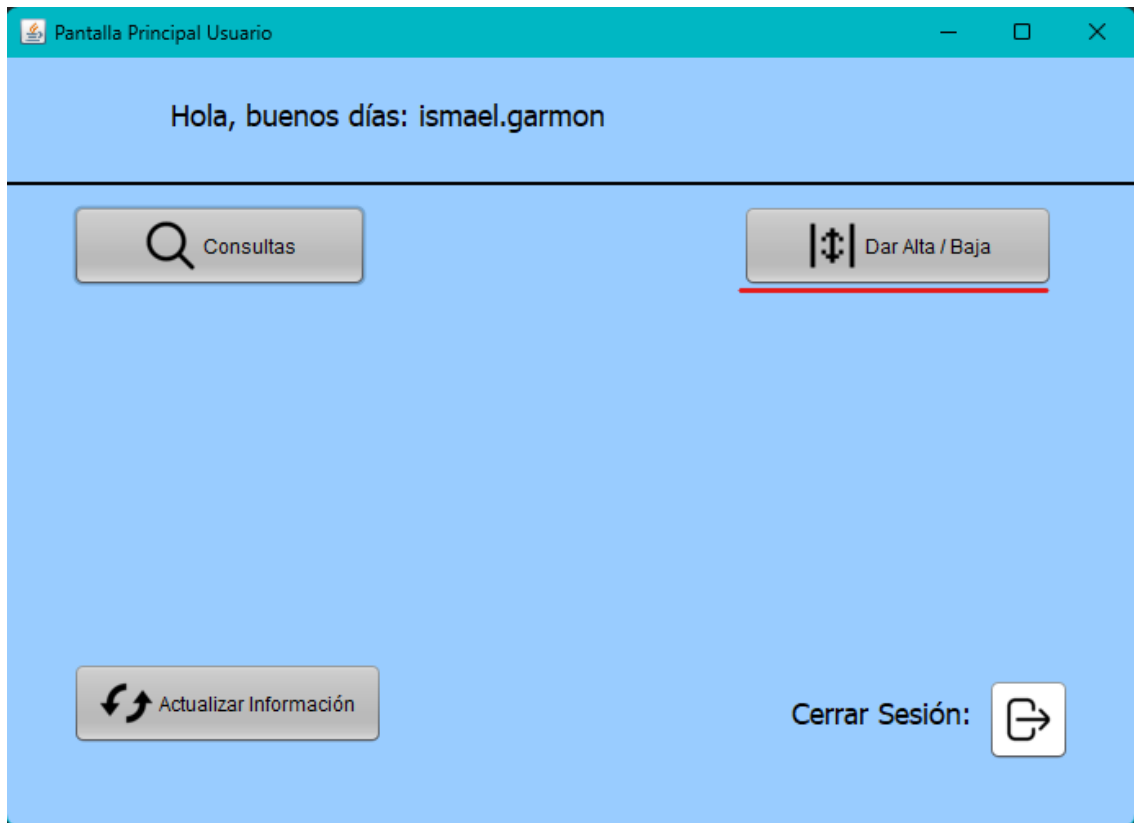 Pantalla Principal Usuario
Hola, buenos días: ismael.garmon
Consultas
Dar Alta / Baja
Actualizar Información
Cerrar Sesión: